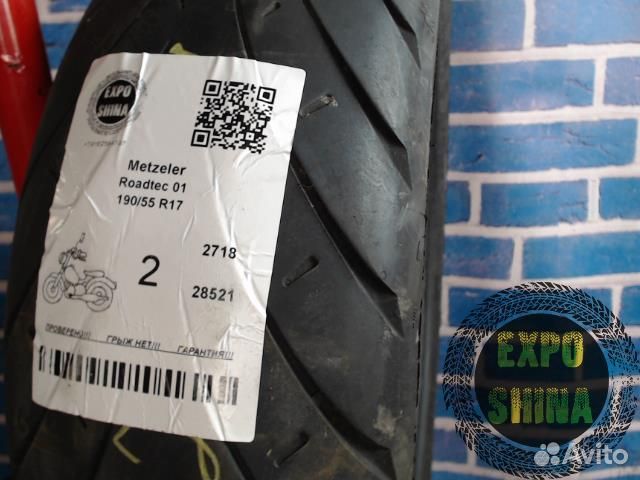 EXPO
SHINA
Metzeler
Roadtec 01
190/55 R17
2
2718
28521
ПРОВЕРЕНО!!! ГРЫЖ НЕТ!!! ГАРАНТИЯ!!!
EXPO
SHINA
Avito